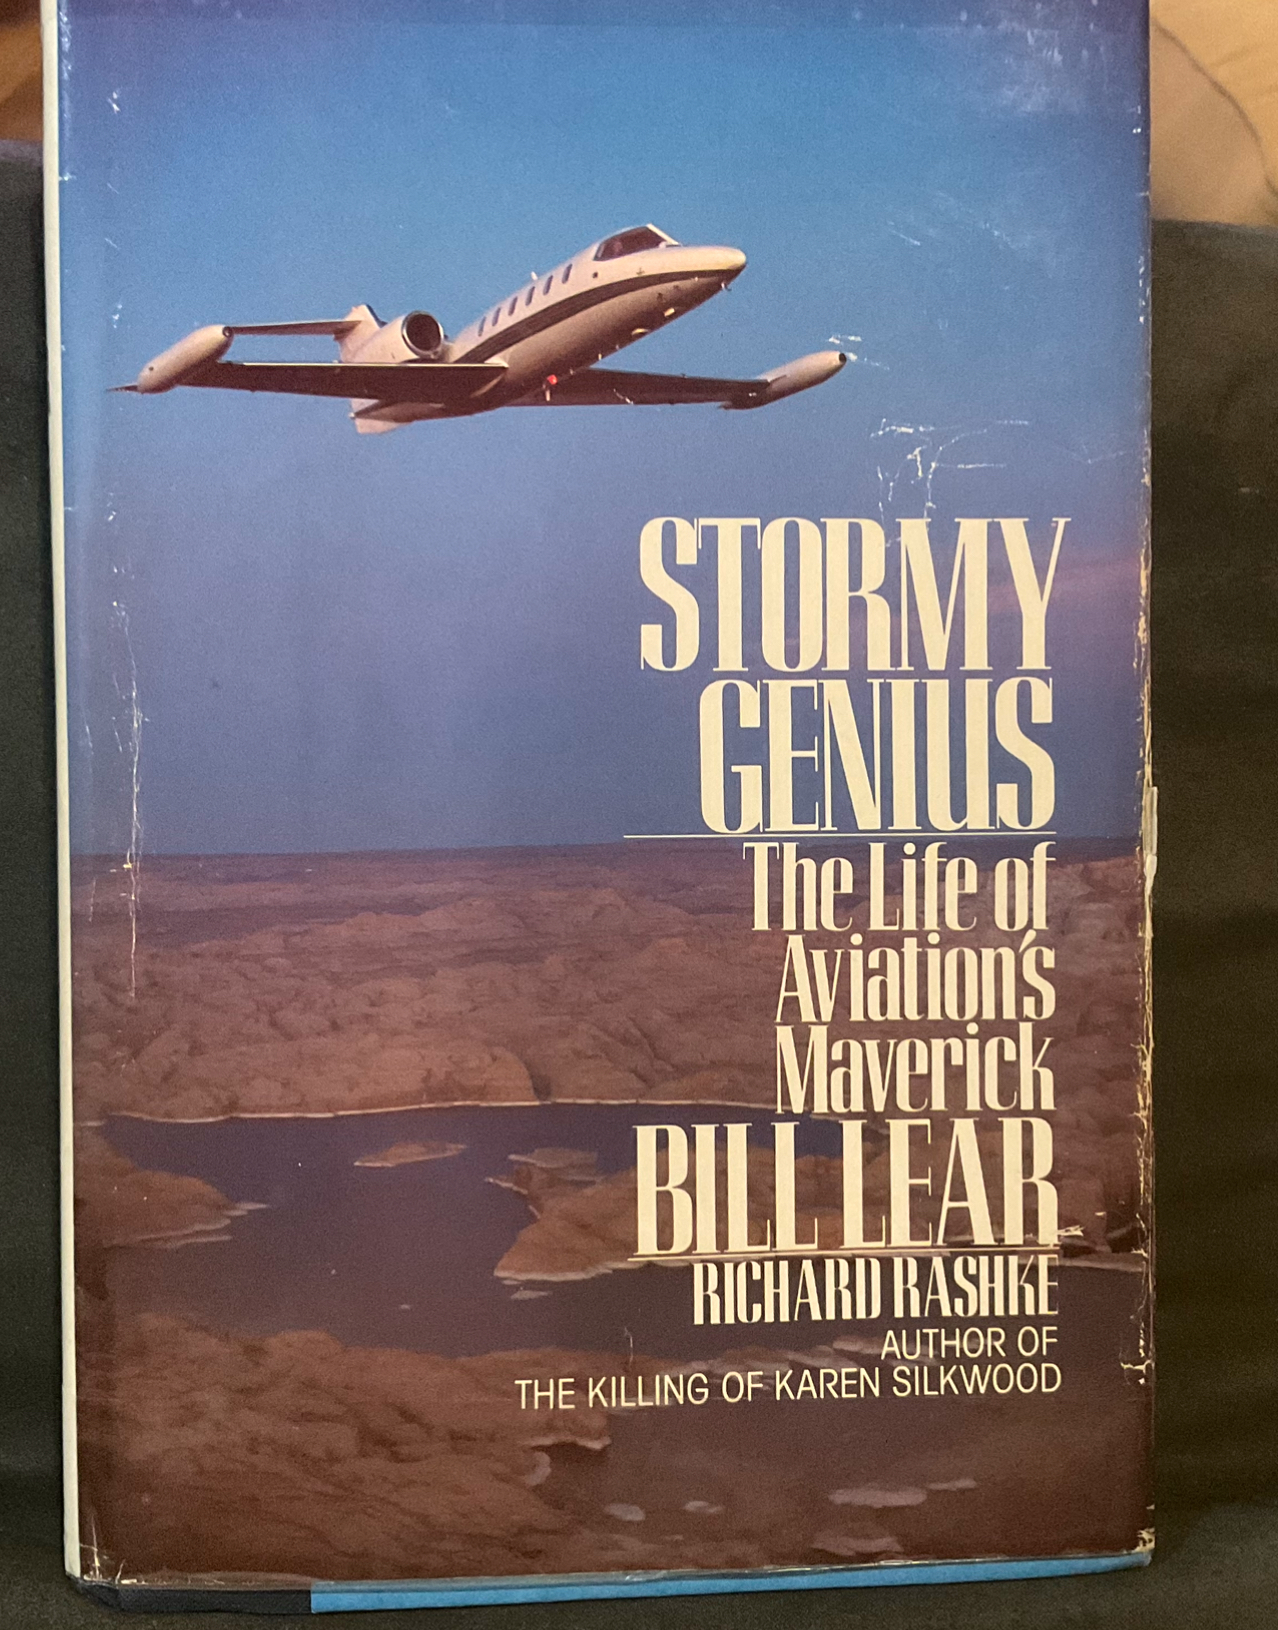 STORMY
GENIUS
The Life of
Aviation's
Maverick
BILL LEAR
RICHARD RASHKE
AUTHOR OF
THE KILLING OF KAREN SILKWOOD